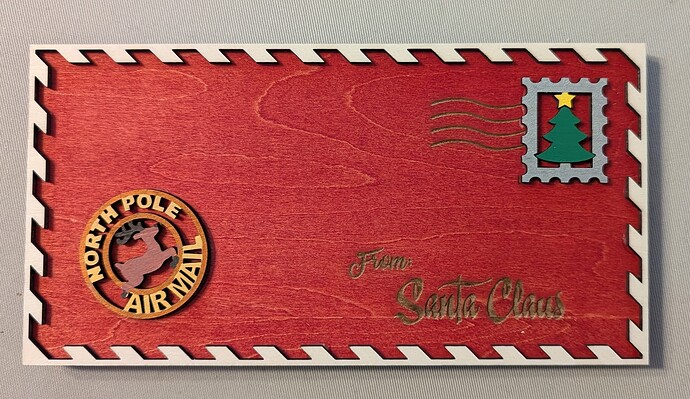 NORTH POLE
AIR MAIL
From:
Santa Claus